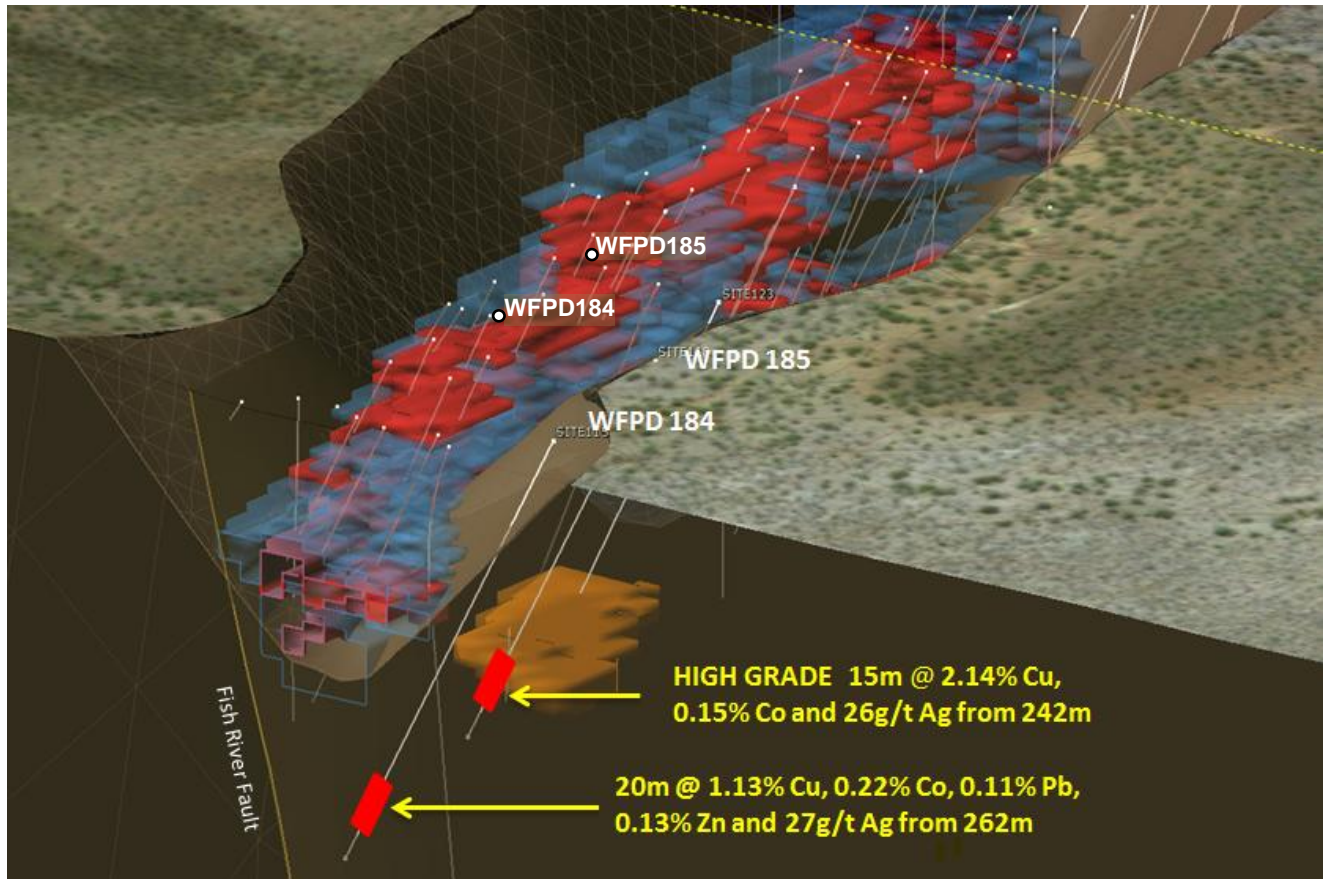 WFPD185
WFPD184
SITE123
WFPD 185
WFPD 184
HIGH GRADE 15m @ 2.14% Cu,
0.15% Co and 26g/t Ag from 242m
20m @ 1.13% Cu, 0.22% Co, 0.11% Pb,
0.13% Zn and 27g/t Ag from 262m
Fish River Fault